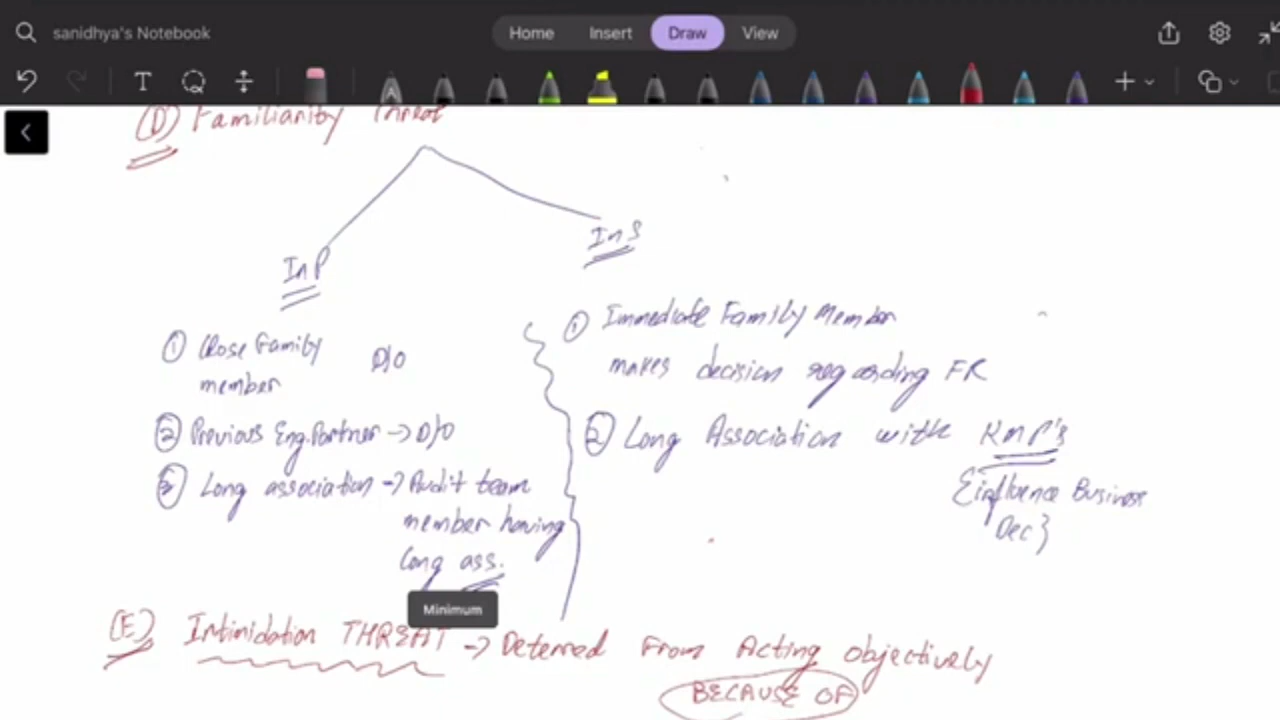 sanidhya's Notebook
Home Insert Draw View
(D) Familiarity Threat
InP
InS
① Close Family D/O
member
② Previous Eng. Partner -> D/O
③ Long association -> Audit team
member having
long ass.
① Immediate Family Member
makes decision regarding FR
② Long Association with KMP's
{influence Business
Dec}
Minimum
(E) Intimidation THREAT -> Deterred From Acting objectively
BECAUSE OF